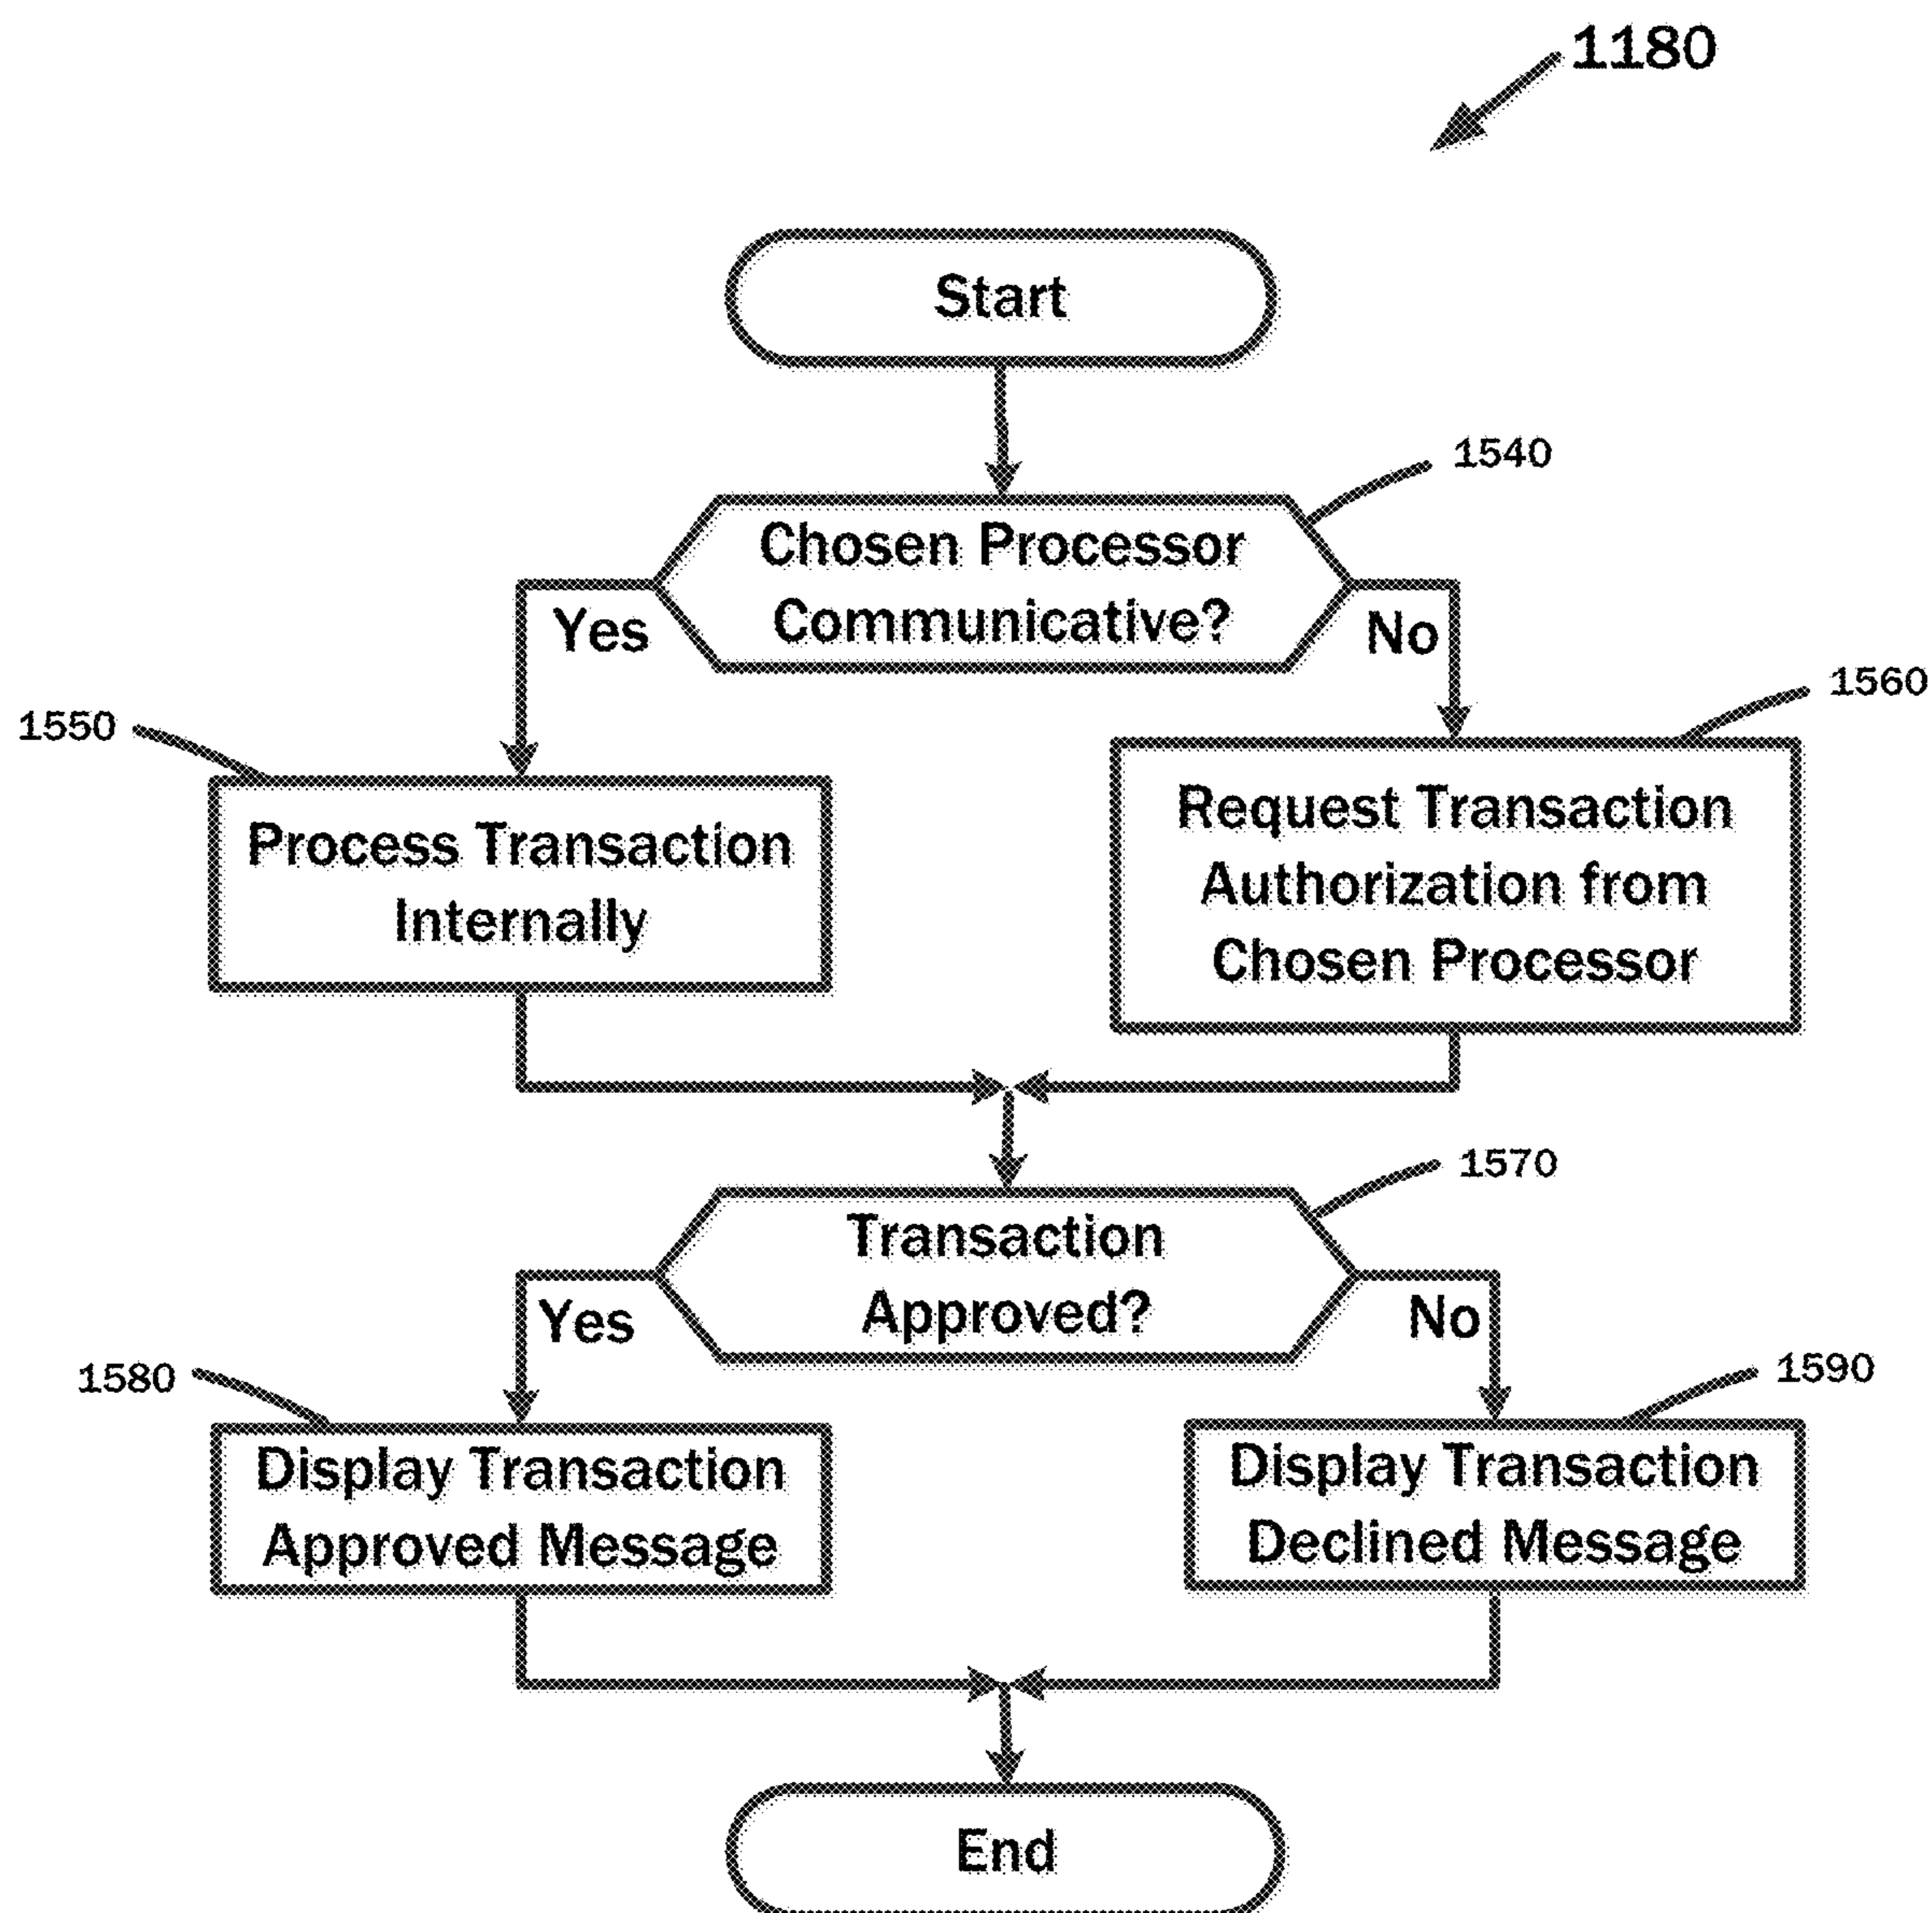 1180
Start
1540
Chosen Processor
Communicative?
Yes
No
1550
1560
Process Transaction
Internally
Request Transaction
Authorization from
Chosen Processor
1570
Transaction
Approved?
Yes
No
1580
1590
Display Transaction
Approved Message
Display Transaction
Declined Message
End